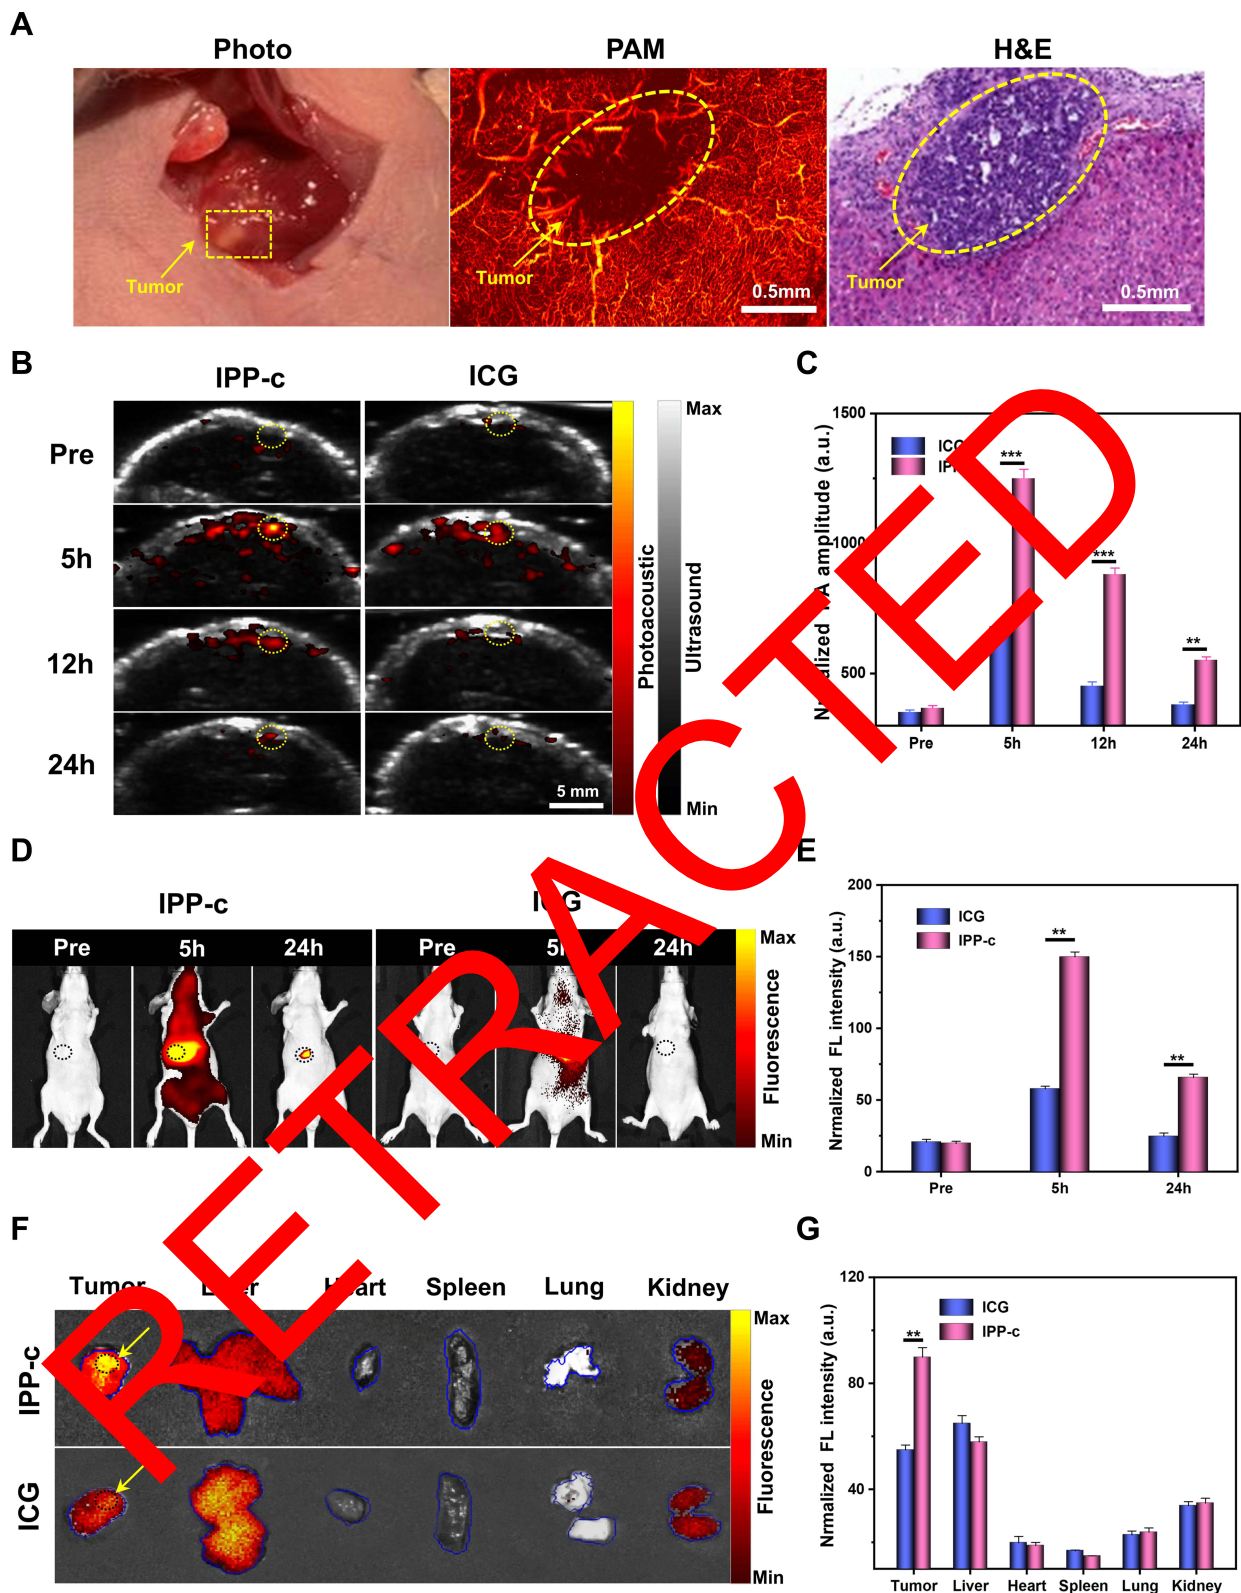 A
Photo
PAM
H&E
Tumor
Tumor
0.5mm
Tumor
0.5mm
B
IPP-c
ICG
Pre
5h
12h
24h
5 mm
Photoacoustic
Ultrasound
Max
Min
C
1500
1000
500
amplitude (a.u.)
***
***
**
Pre
5h
12h
24h
D
IPP-c
Pre
5h
24h
Pre
24h
Max
Fluorescence
Min
E
200
150
100
50
0
Nrmalized FL intensity (a.u.)
ICG
IPP-c
**
**
Pre
5h
24h
F
Tumor
Spleen
Lung
Kidney
IPP-c
ICG
Max
Fluorescence
Min
G
120
80
40
Nrmalized FL intensity (a.u.)
ICG
IPP-c
**
Tumor
Liver
Heart
Spleen
Lung
Kidney
RETRACTED